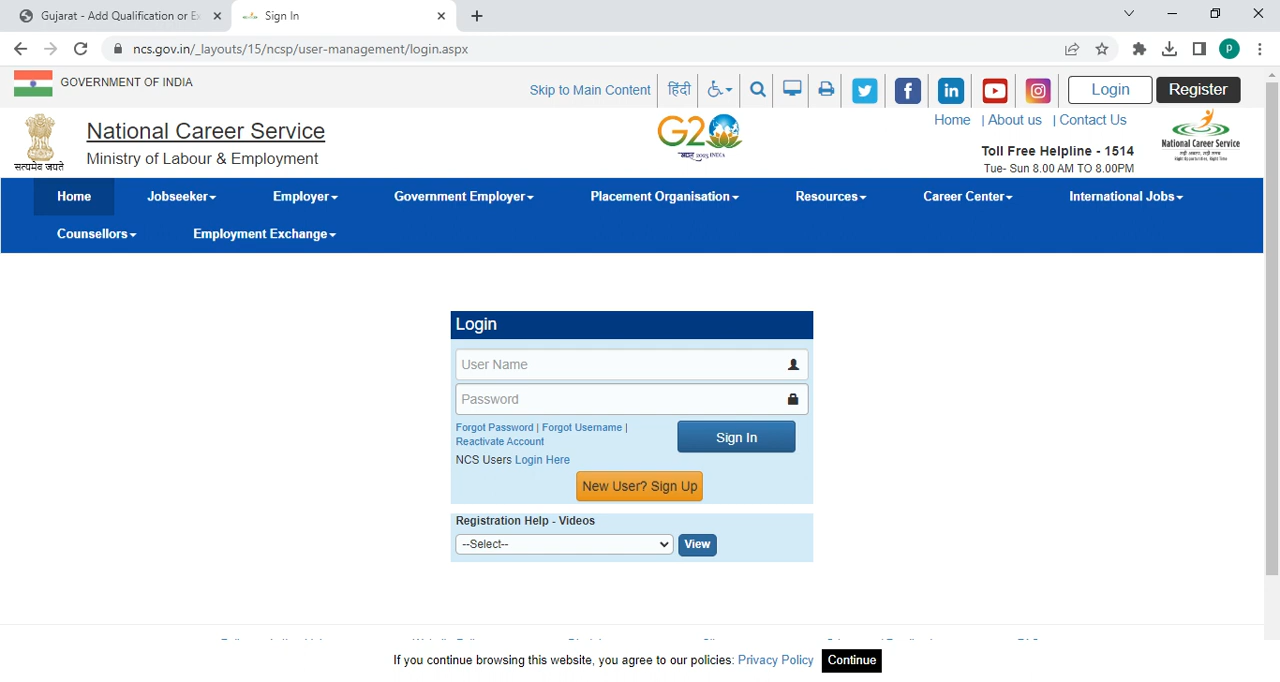 Gujarat - Add Qualification or Ex
Sign In
ncs.gov.in/_layouts/15/ncsp/user-management/login.aspx
P
GOVERNMENT OF INDIA
Skip to Main Content
हिंदी
Login
Register
सत्यमेव जयते
National Career Service
Ministry of Labour & Employment
G20
भारत 2023 INDIA
Home | About us | Contact Us
Toll Free Helpline - 1514
Tue- Sun 8.00 AM TO 8.00PM
National Career Service
Home
Jobseeker
Employer
Government Employer
Placement Organisation
Resources
Career Center
International Jobs
Counsellors
Employment Exchange
Login
User Name
Password
Forgot Password | Forgot Username |
Reactivate Account
Sign In
NCS Users Login Here
New User? Sign Up
Registration Help - Videos
--Select--
View
If you continue browsing this website, you agree to our policies: Privacy Policy
Continue